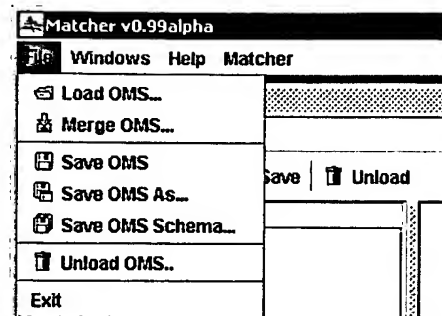 Matcher v0.99alpha
File Windows Help Matcher
Load OMS...
Merge OMS...
Save OMS
Save OMS As...
Save OMS Schema...
Save Unload
Unload OMS..
Exit